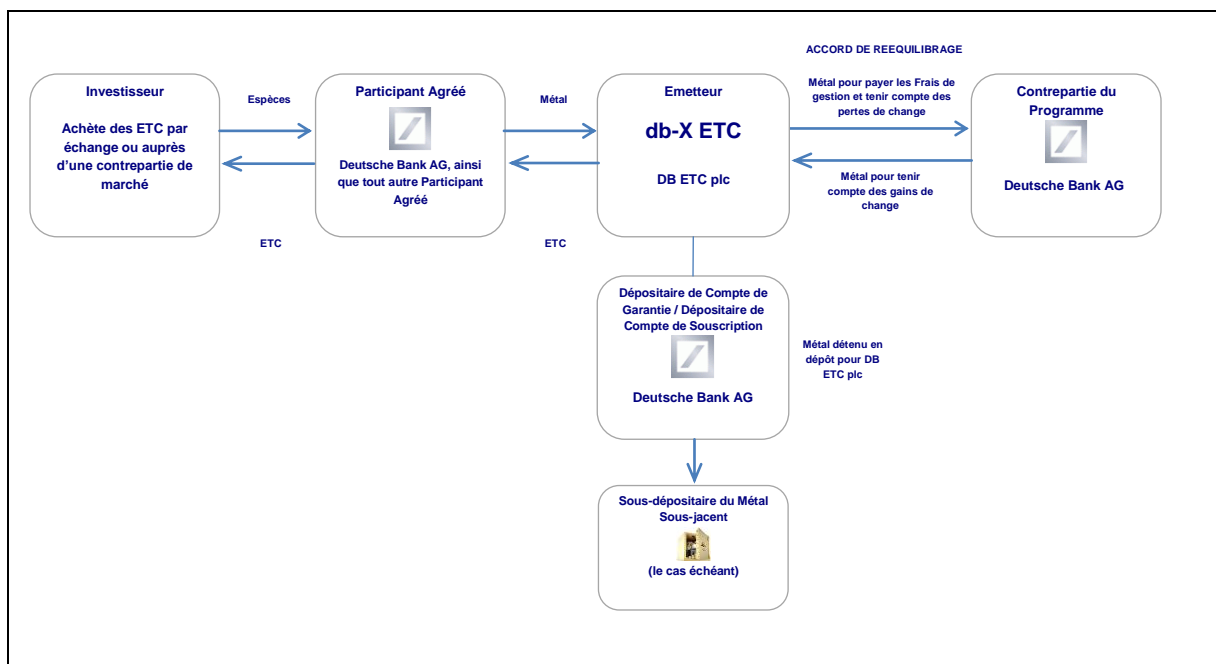 ACCORD DE REEQUILIBRAGE
Investisseur
Achète des ETC par
échange ou auprès
d'une contrepartie de
marché
Espèces
ETC
Participant Agréé
Deutsche Bank AG, ainsi
que tout autre Participant
Agréé
Métal
ETC
Emetteur
db-X ETC
DB ETC plc
Métal pour payer les Frais de
gestion et tenir compte des
pertes de change
Métal pour tenir
compte des gains de
change
Contrepartie du
Programme
Deutsche Bank AG
Dépositaire de Compte de
Garantie / Dépositaire de
Compte de Souscription
Deutsche Bank AG
Métal détenu en
dépôt pour DB
ETC plc
Sous-dépositaire du Métal
Sous-jacent
(le cas échéant)